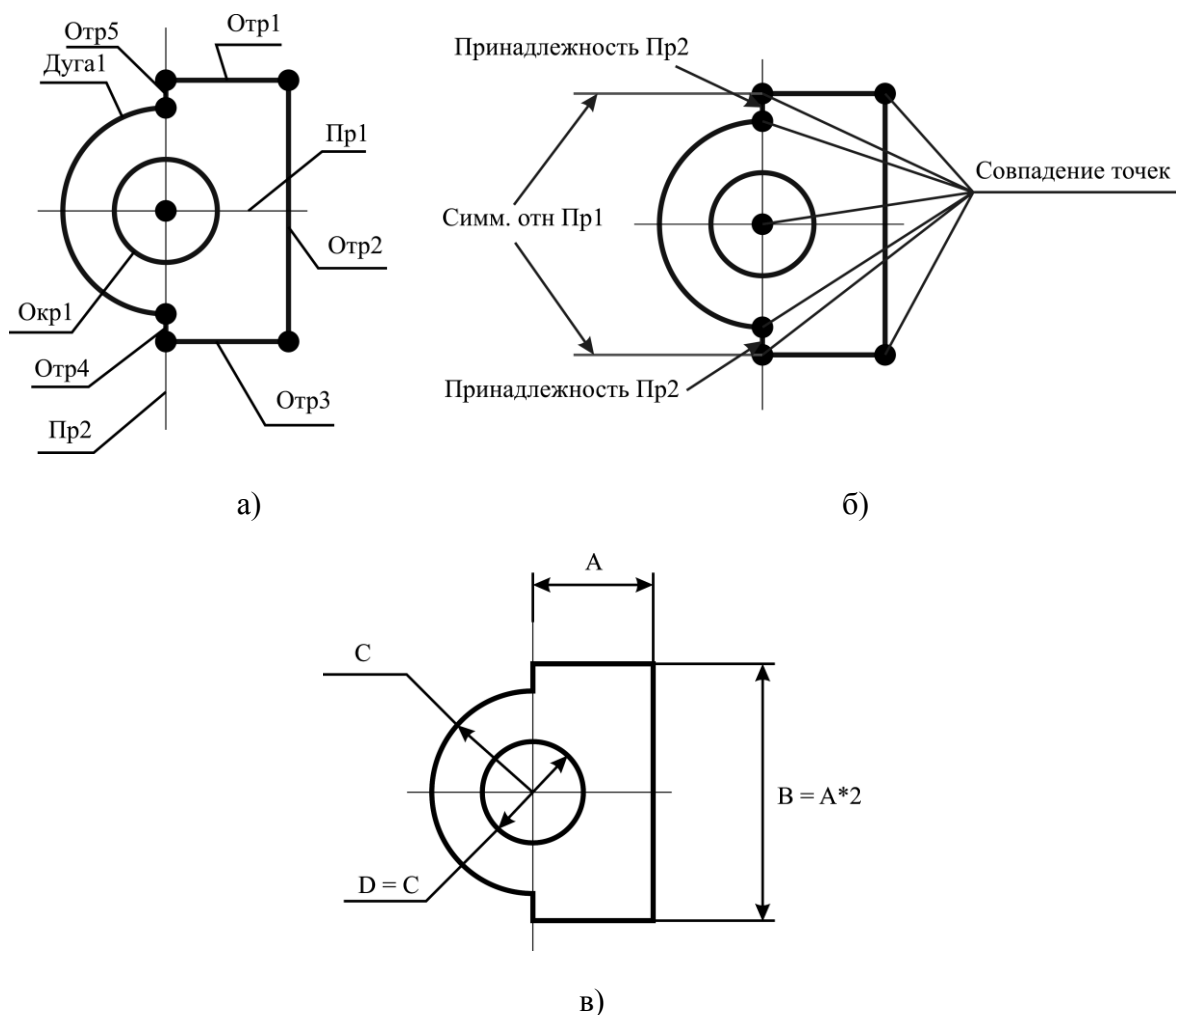 Отр5
Отр1
Дуга1
Пр1
Отр2
Окр1
Отр4
Отр3
Пр2
а)
Принадлежность Пр2
Совпадение точек
Симм. отн Пр1
Принадлежность Пр2
б)
A
C
B = A*2
D = C
в)